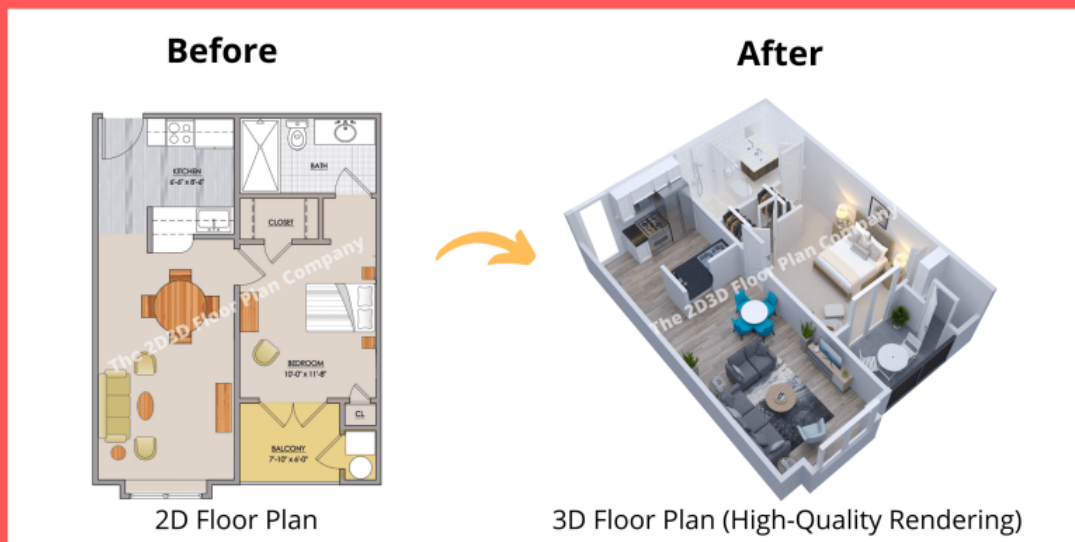 Before
After
KITCHEN
6'-6" x 8'-6"
BATH
CLOSET
BEDROOM
10'-0" x 11'-8"
CL
BALCONY
7'-10" x 6'-0"
The 2D3D Floor Plan Company
The 2D3D Floor Plan Company
2D Floor Plan
3D Floor Plan (High-Quality Rendering)